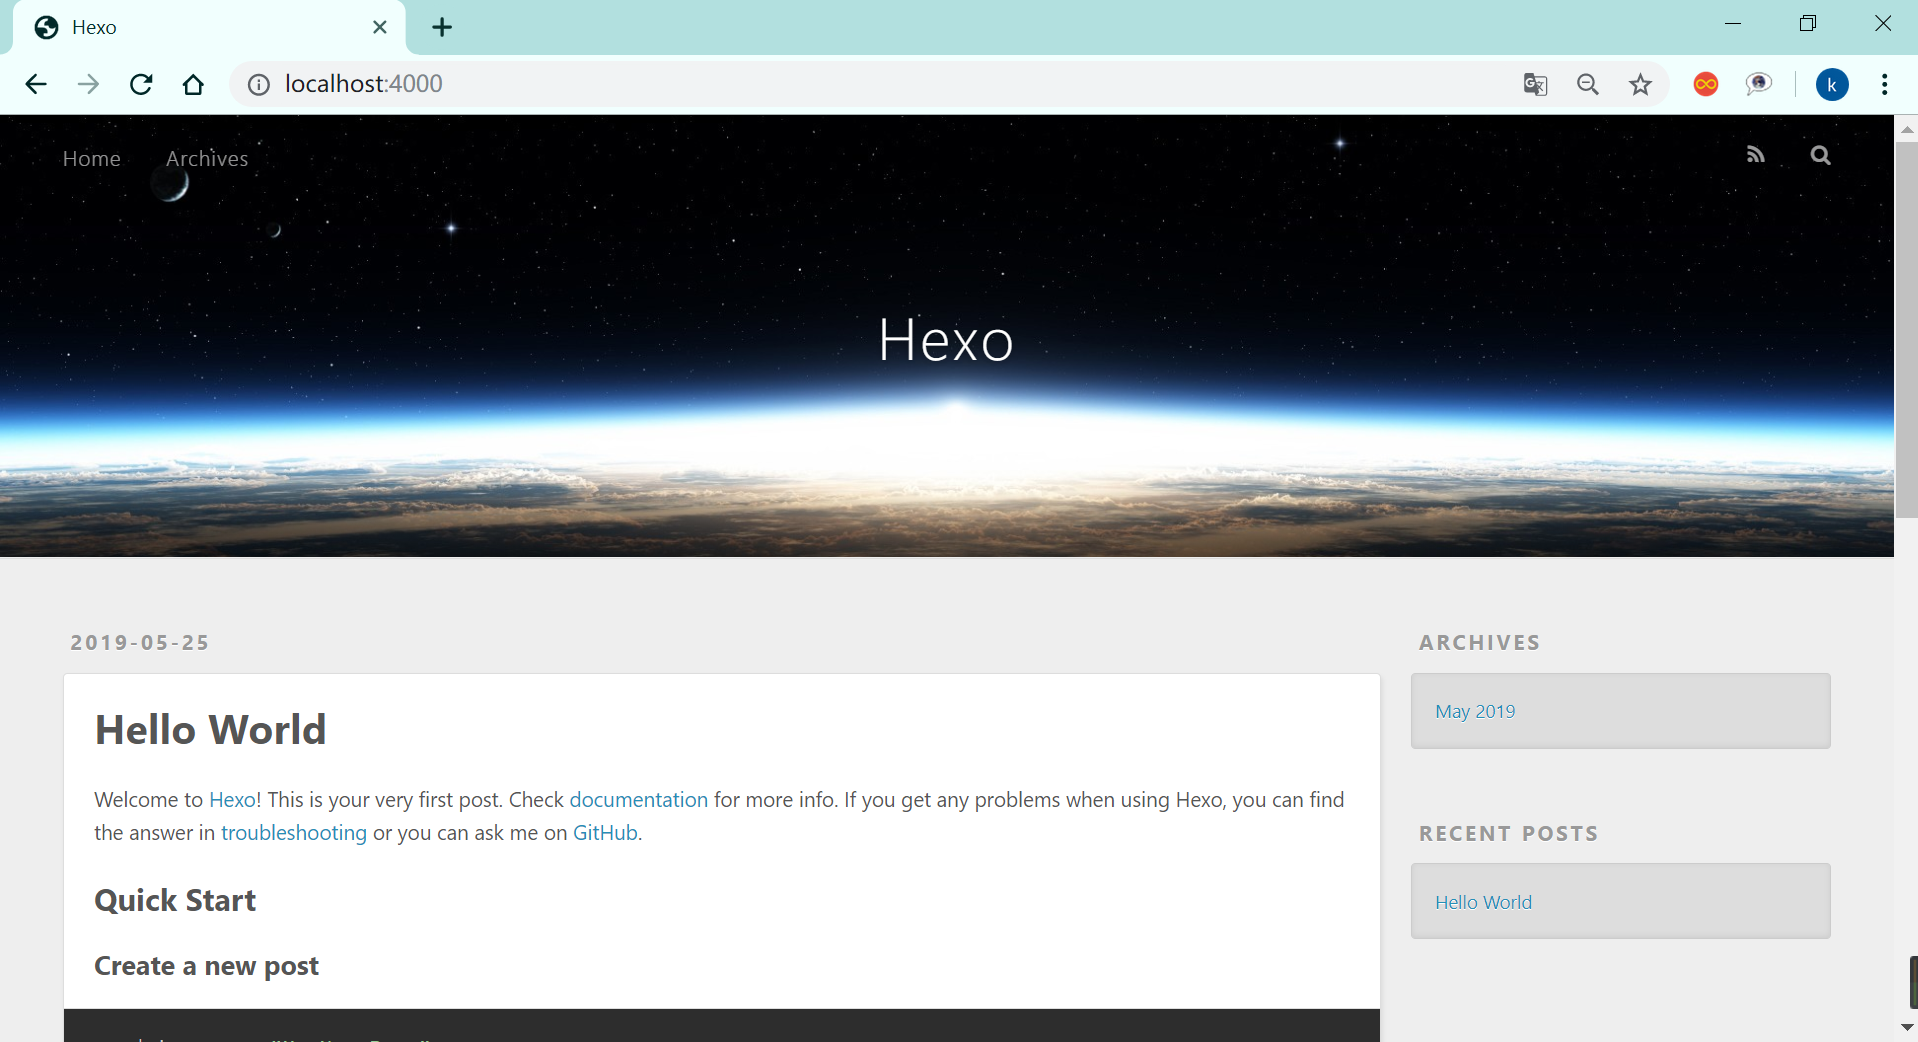 Hexo
localhost:4000
k
Home Archives
Hexo
2019-05-25
Hello World
Welcome to Hexo! This is your very first post. Check documentation for more info. If you get any problems when using Hexo, you can find
the answer in troubleshooting or you can ask me on GitHub.
Quick Start
Create a new post
ARCHIVES
May 2019
RECENT POSTS
Hello World